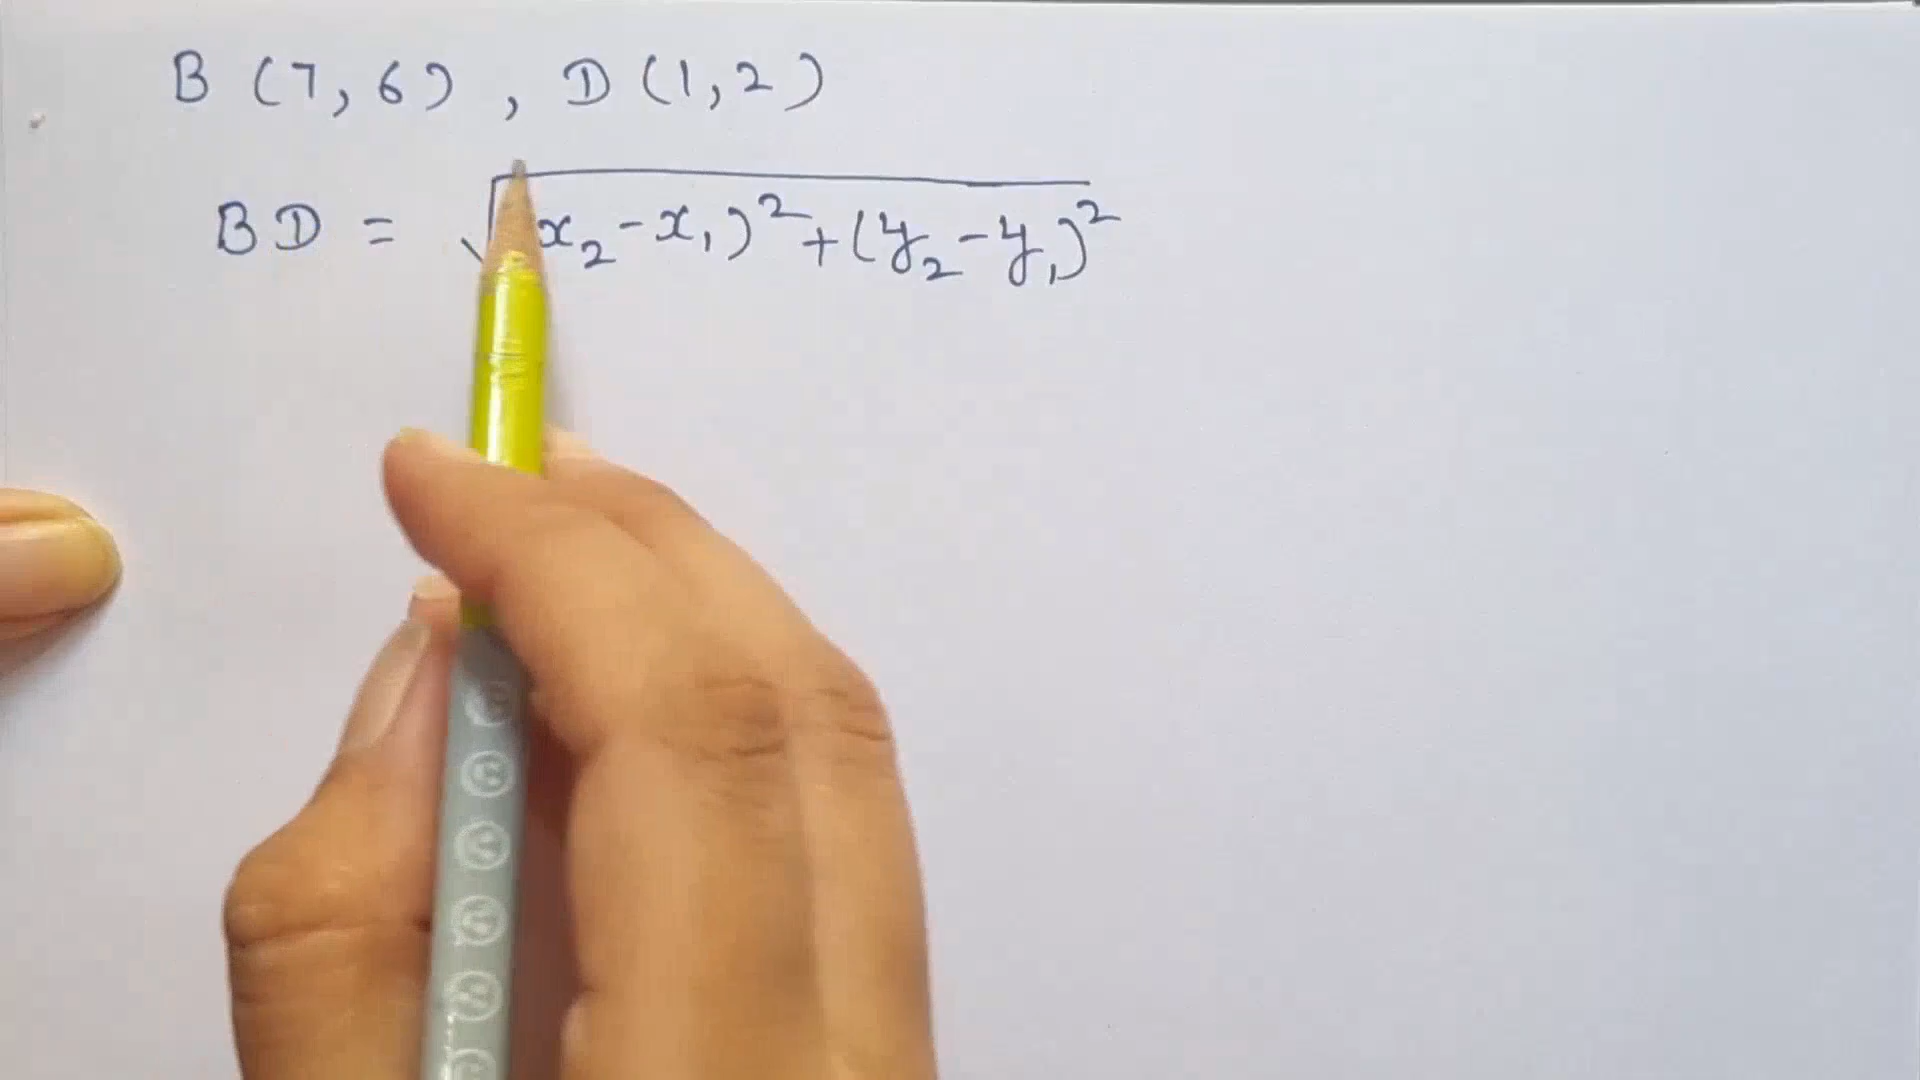 B (7, 6) , D (1, 2)
BD = √(x₂ - x₁)² + (y₂ - y₁)²